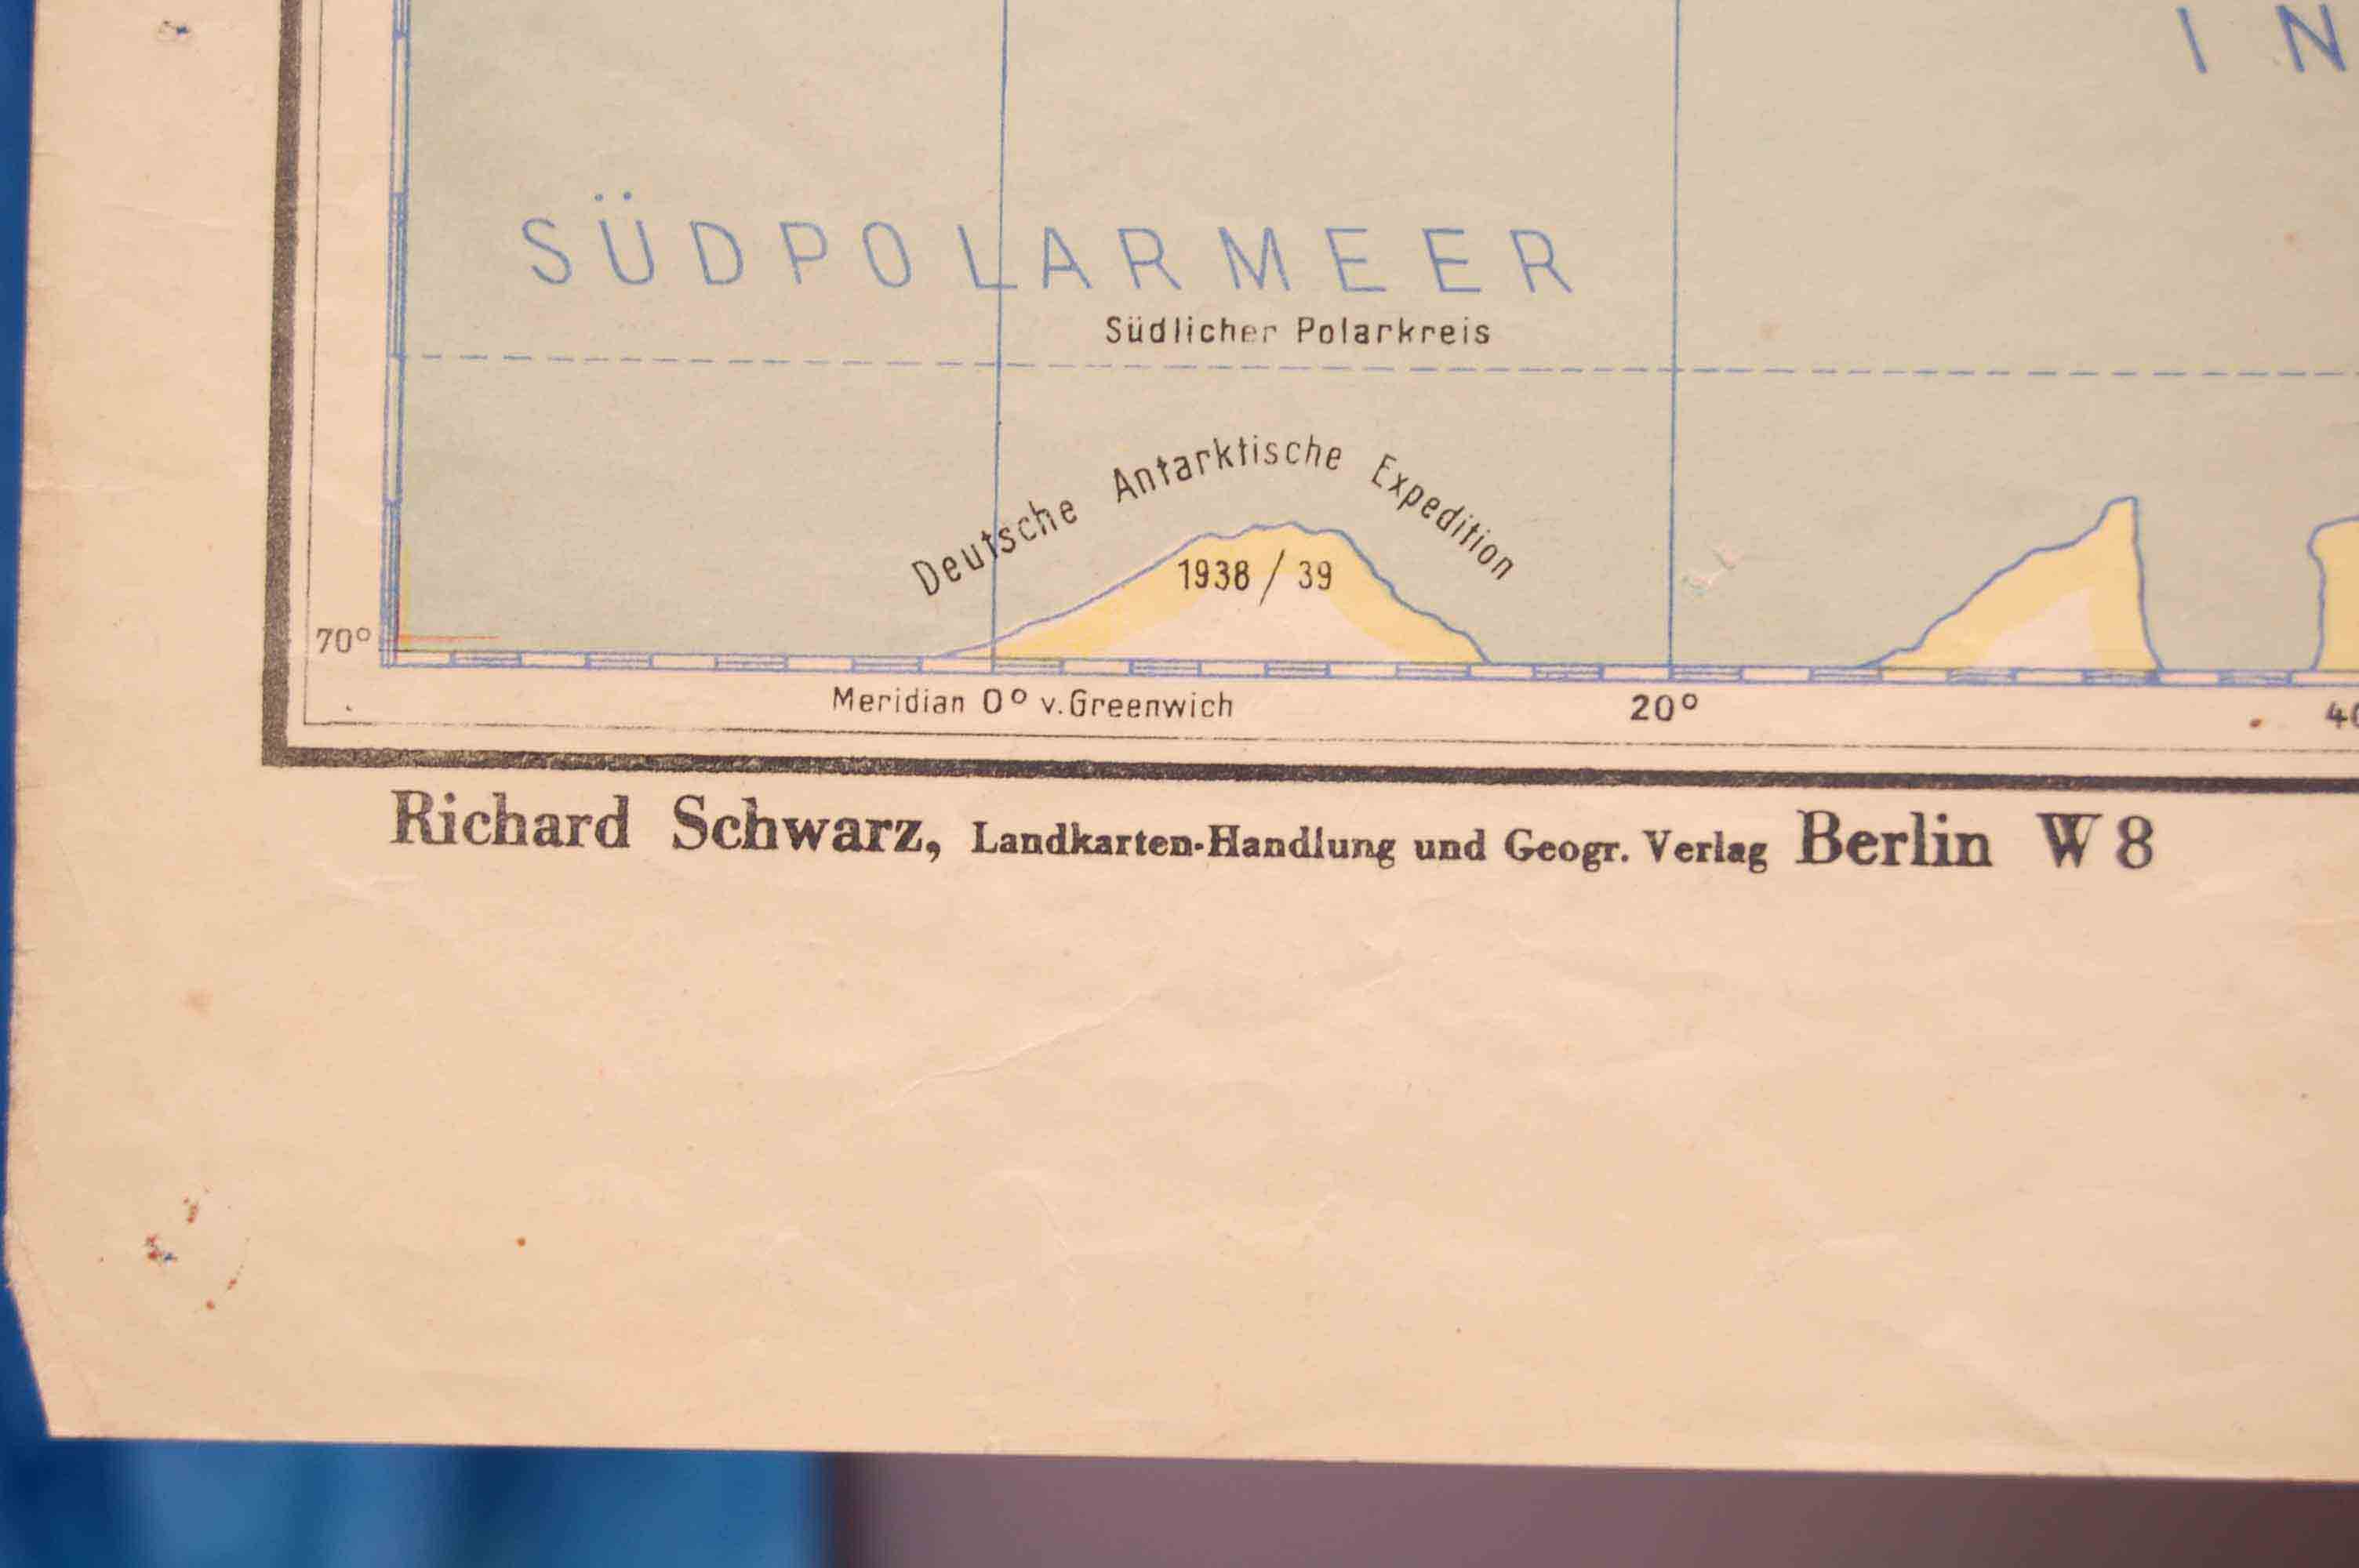 I N
SÜDPOLARMEER
Südlicher Polarkreis
Deutsche Antarktische Expedition
1938 / 39
70°
Meridian 0° v. Greenwich
20°
Richard Schwarz, Landkarten-Handlung und Geogr. Verlag Berlin W 8